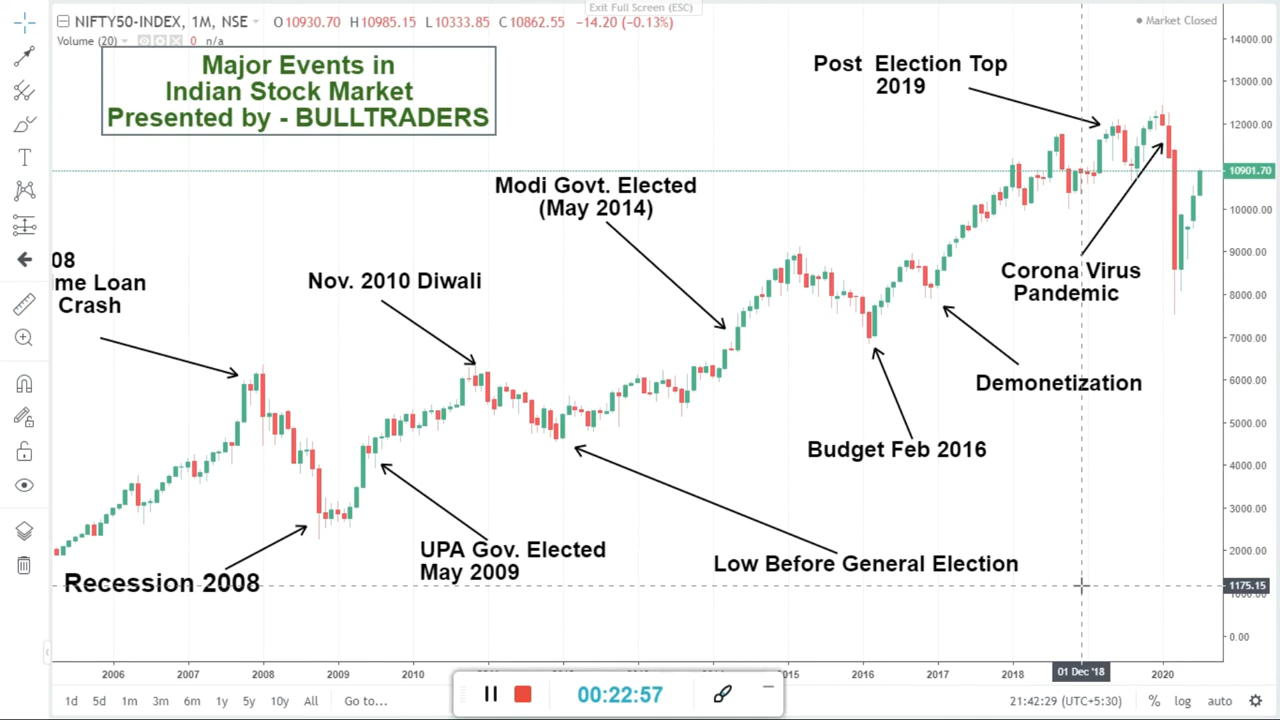 Exit Full Screen (ESC)
NIFTY50-INDEX, 1M, NSE O10930.70 H10985.15 L10333.85 C10862.55 −14.20 (−0.13%)
Market Closed
Volume (20) 0 n/a
Major Events in
Indian Stock Market
Presented by - BULLTRADERS
Post Election Top
2019
Modi Govt. Elected
(May 2014)
08
me Loan
Crash
Nov. 2010 Diwali
Corona Virus
Pandemic
Demonetization
Budget Feb 2016
UPA Gov. Elected
May 2009
Low Before General Election
Recession 2008
14000.00
13000.00
12000.00
10901.70
10000.00
9000.00
8000.00
7000.00
6000.00
5000.00
4000.00
3000.00
2000.00
1175.15
0.00
2006 2007 2008 2009 2010 2015 2016 2017 2018 01 Dec '18 2020
1d 5d 1m 3m 6m 1y 5y 10y All Go to...
00:22:57
21:42:29 (UTC+5:30) % log auto